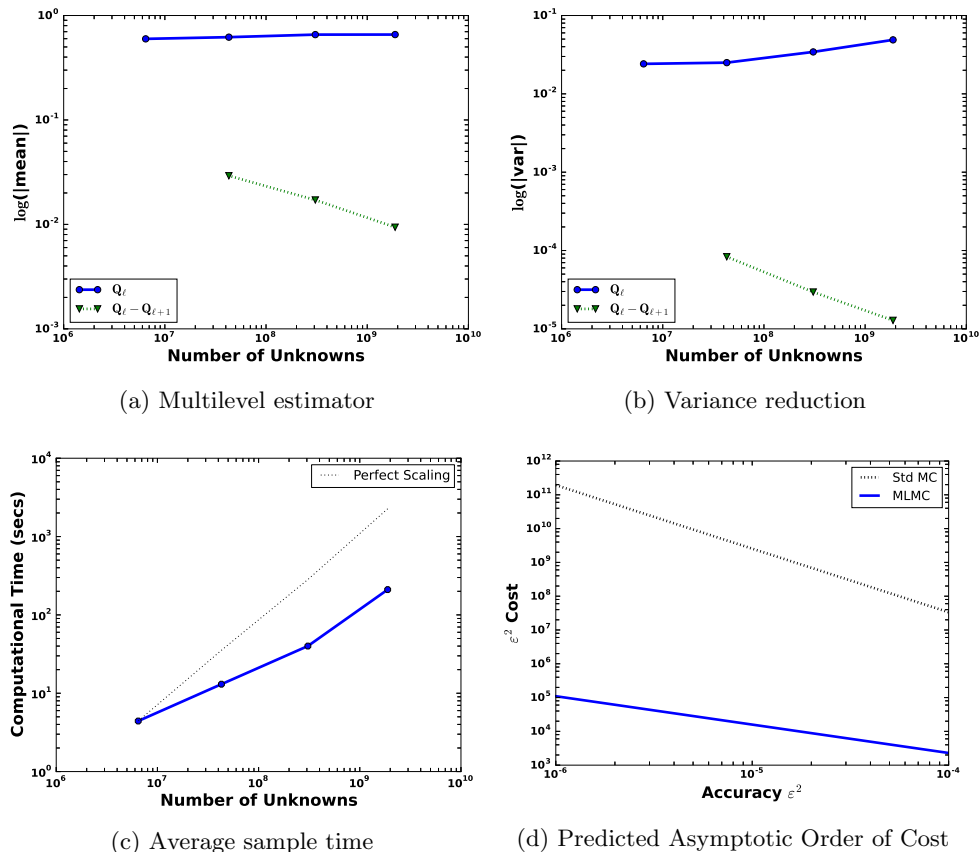 10^0
10^-1
10^-2
10^-3
log(|mean|)
Q_ℓ
Q_ℓ − Q_{ℓ+1}
10^6 10^7 10^8 10^9 10^10
Number of Unknowns
(a) Multilevel estimator
10^-1
10^-2
10^-3
10^-4
10^-5
log(|var|)
Q_ℓ
Q_ℓ − Q_{ℓ+1}
10^6 10^7 10^8 10^9 10^10
Number of Unknowns
(b) Variance reduction
10^4
10^3
10^2
10^1
10^0
Computational Time (secs)
Perfect Scaling
10^6 10^7 10^8 10^9 10^10
Number of Unknowns
(c) Average sample time
10^12
10^11
10^10
10^9
10^8
10^7
10^6
10^5
10^4
10^3
ε^2 Cost
Std MC
MLMC
10^-6 10^-5 10^-4
Accuracy ε^2
(d) Predicted Asymptotic Order of Cost